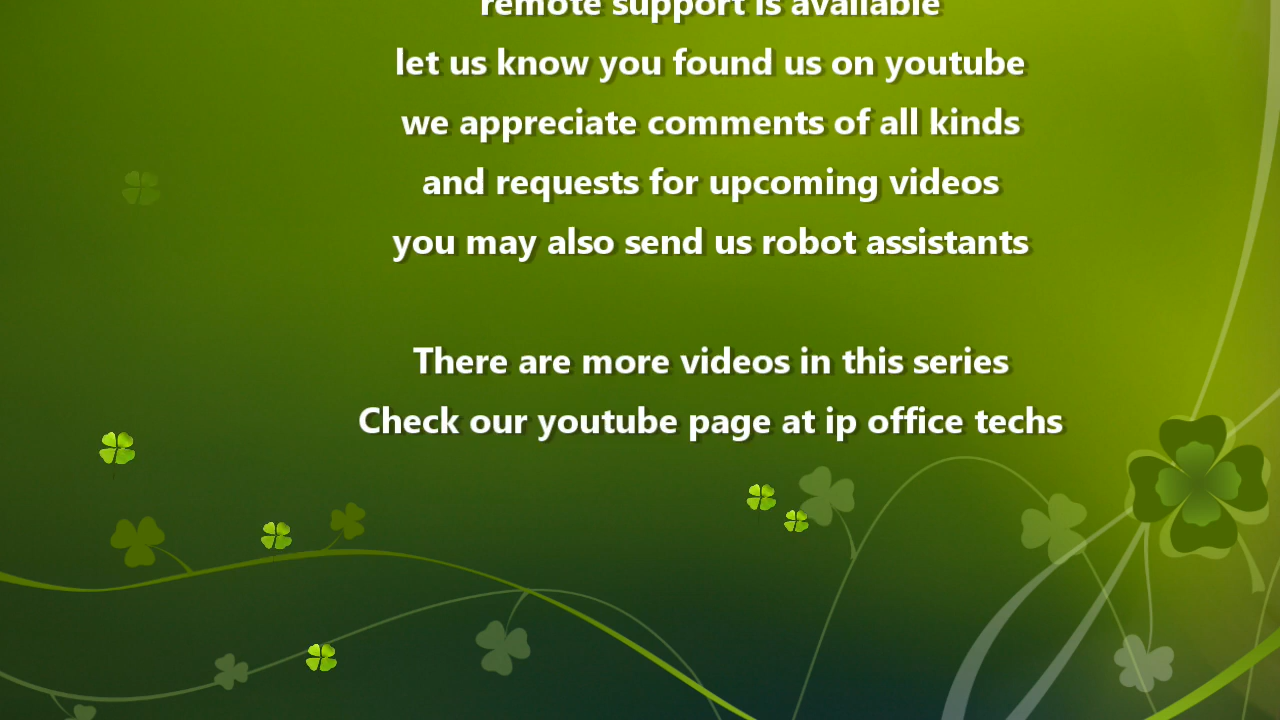 remote support is available
let us know you found us on youtube
we appreciate comments of all kinds
and requests for upcoming videos
you may also send us robot assistants
There are more videos in this series
Check our youtube page at ip office techs